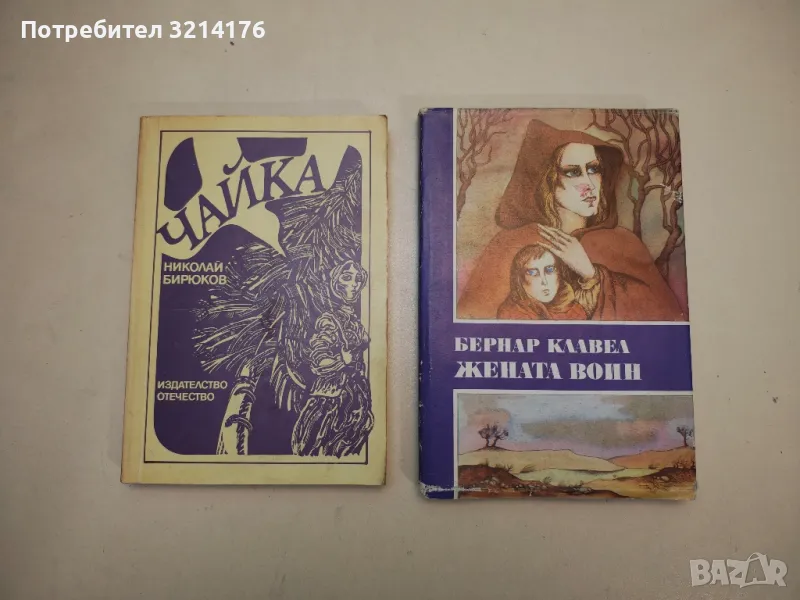 Потребител 3214176
ЧАЙКА
НИКОЛАЙ
БИРЮКОВ
ИЗДАТЕЛСТВО
ОТЕЧЕСТВО
БЕРНАР КЛАВЕЛ
ЖЕНАТА ВОИН
BAZAR